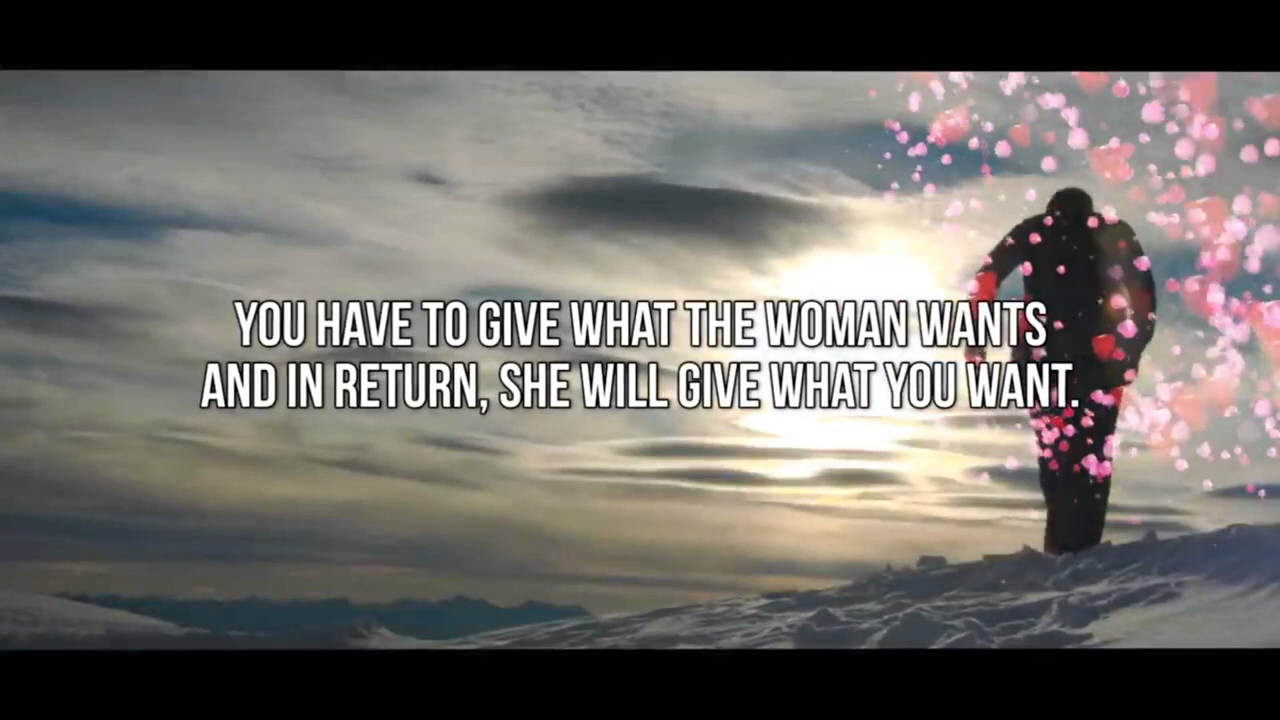 YOU HAVE TO GIVE WHAT THE WOMAN WANTS
AND IN RETURN, SHE WILL GIVE WHAT YOU WANT.